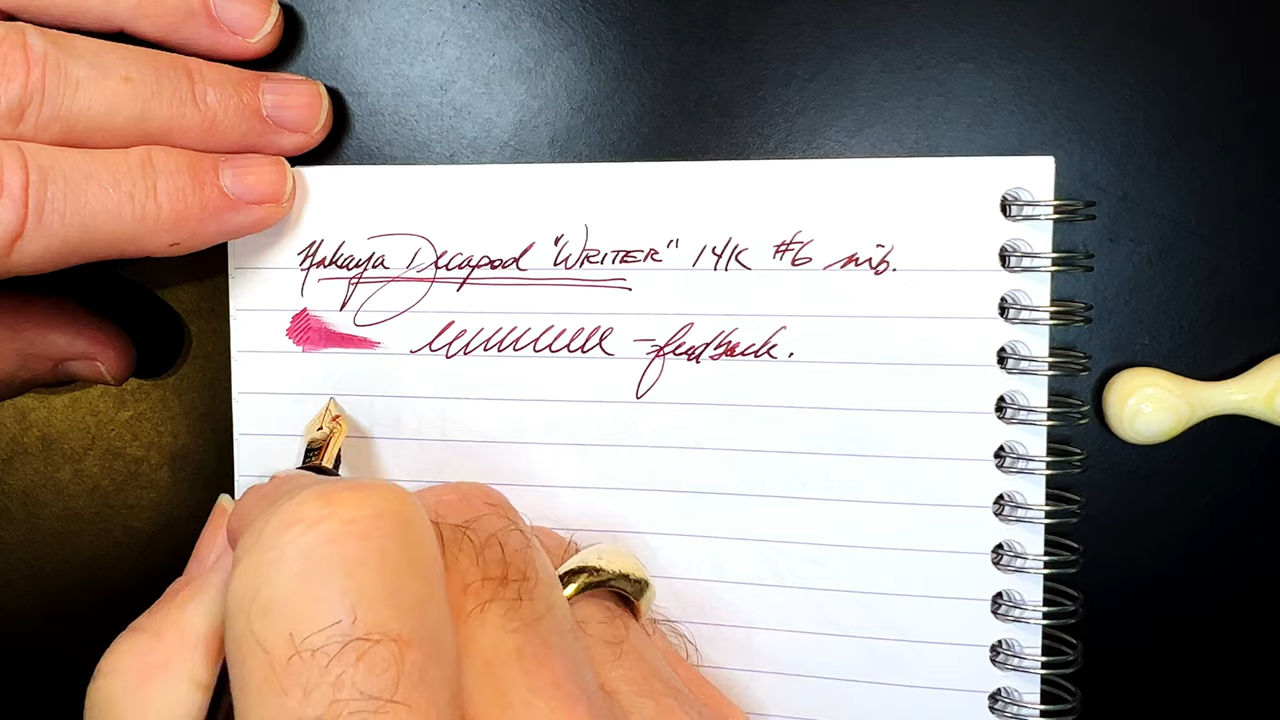 Nakaya Decapod "WRITER" 14K #6 nib.
- feedback.